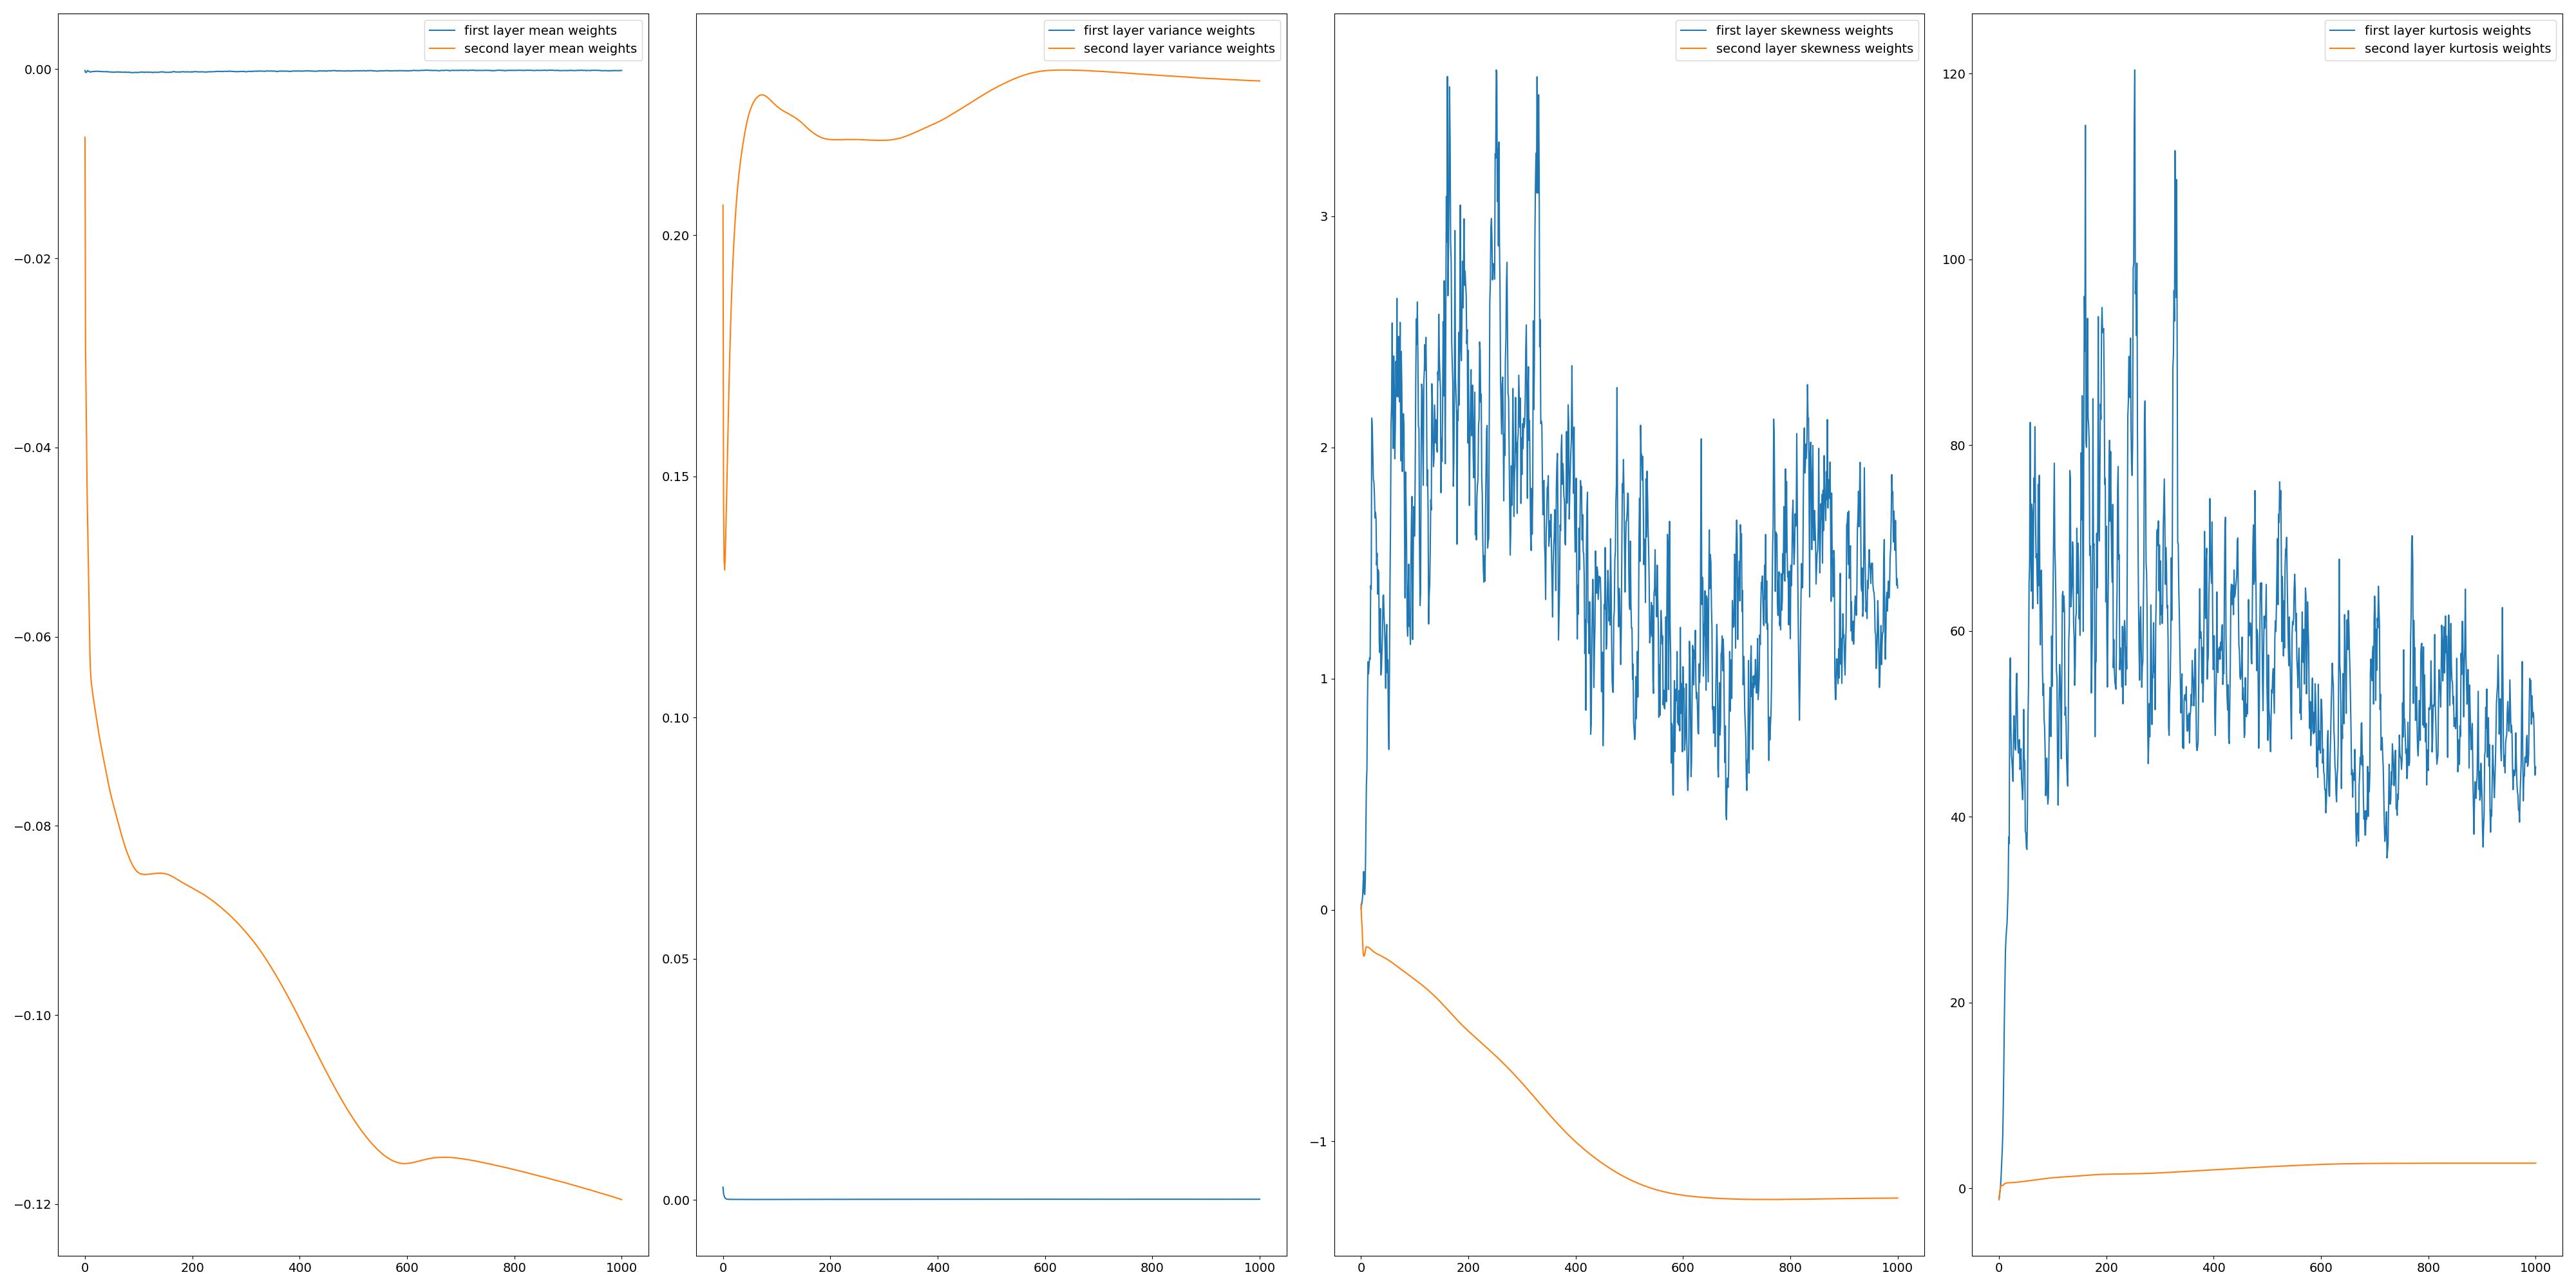 first layer mean weights
second layer mean weights
0.00
−0.02
−0.04
−0.06
−0.08
−0.10
−0.12
0 200 400 600 800 1000
first layer variance weights
second layer variance weights
0.20
0.15
0.10
0.05
0.00
0 200 400 600 800 1000
first layer skewness weights
second layer skewness weights
3
2
1
0
−1
0 200 400 600 800 1000
first layer kurtosis weights
second layer kurtosis weights
120
100
80
60
40
20
0
0 200 400 600 800 1000